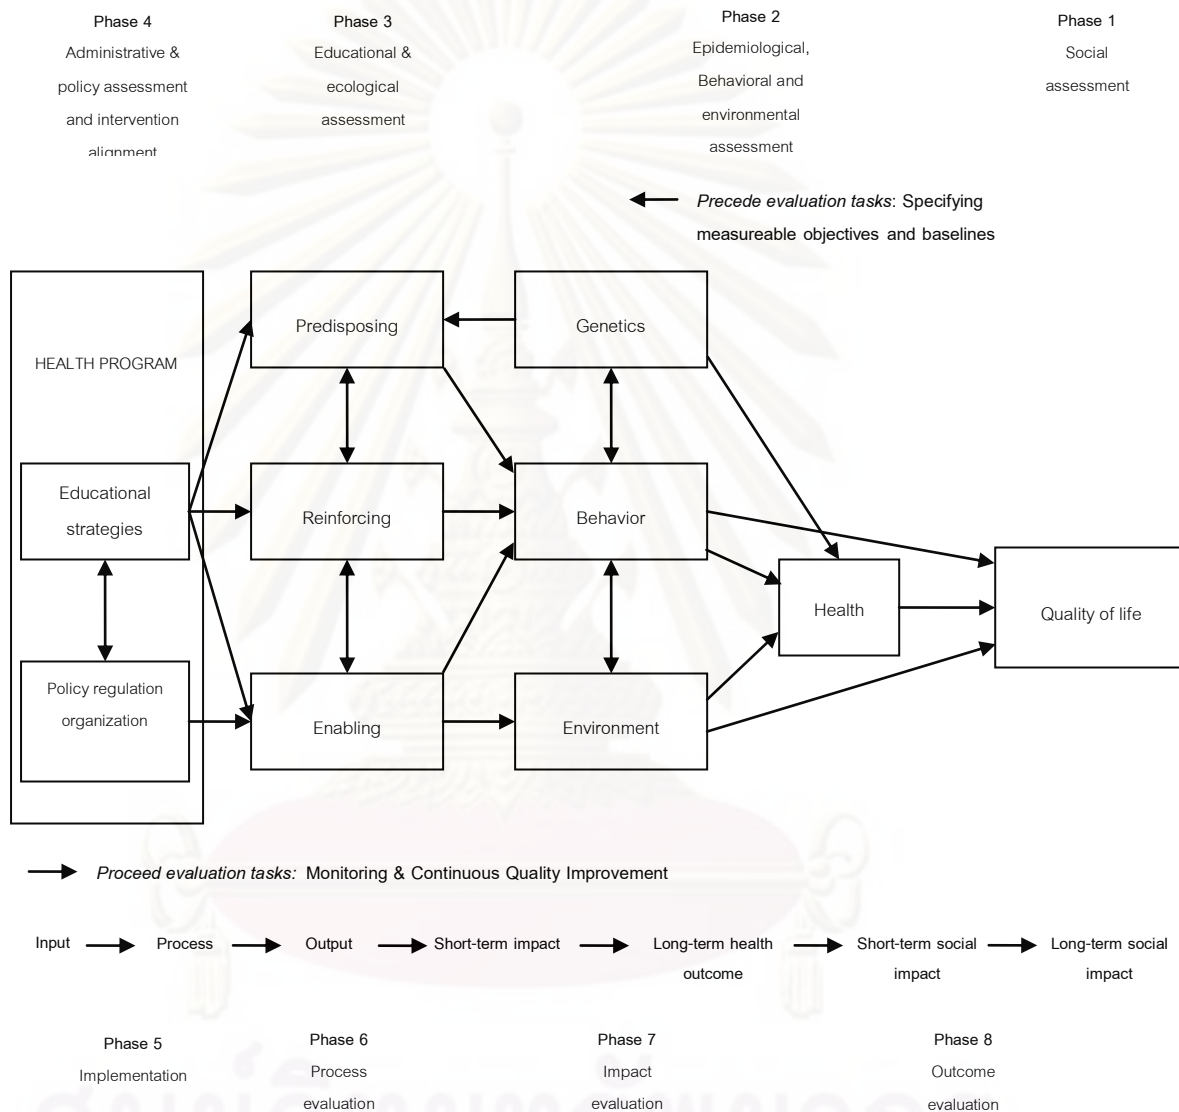 Phase 4
Administrative &
policy assessment
and intervention
alignment
Phase 3
Educational &
ecological
assessment
Phase 2
Epidemiological,
Behavioral and
environmental
assessment
Phase 1
Social
assessment
Precede evaluation tasks: Specifying
measureable objectives and baselines
HEALTH PROGRAM
Educational
strategies
Policy regulation
organization
Predisposing
Reinforcing
Enabling
Genetics
Behavior
Environment
Health
Quality of life
Proceed evaluation tasks: Monitoring & Continuous Quality Improvement
Input
Process
Output
Short-term impact
Long-term health
outcome
Short-term social
impact
Long-term social
impact
Phase 5
Implementation
Phase 6
Process
evaluation
Phase 7
Impact
evaluation
Phase 8
Outcome
evaluation